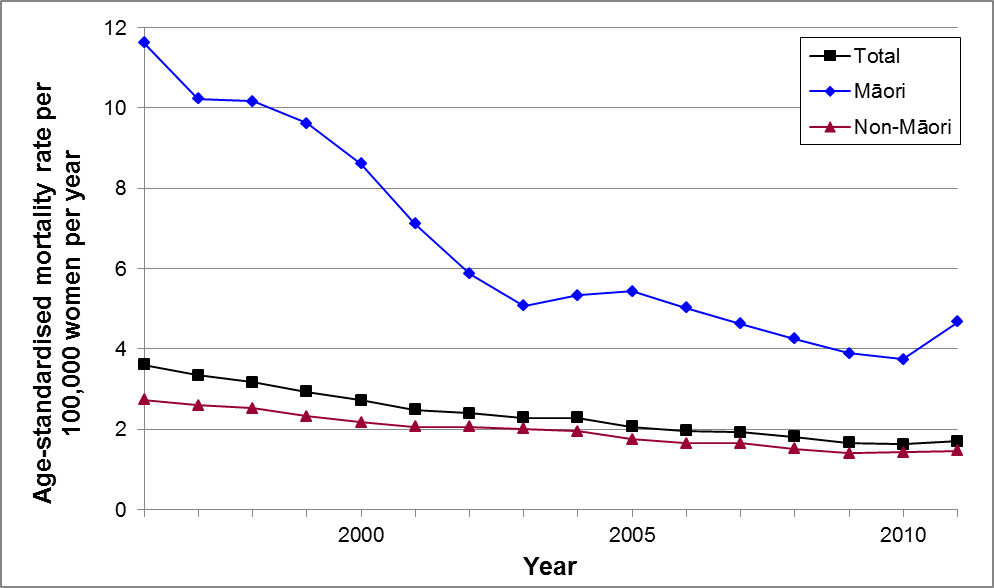 12
10
8
6
4
2
0
Age-standardised mortality rate per
100,000 women per year
Total
Māori
Non-Māori
2000
2005
2010
Year